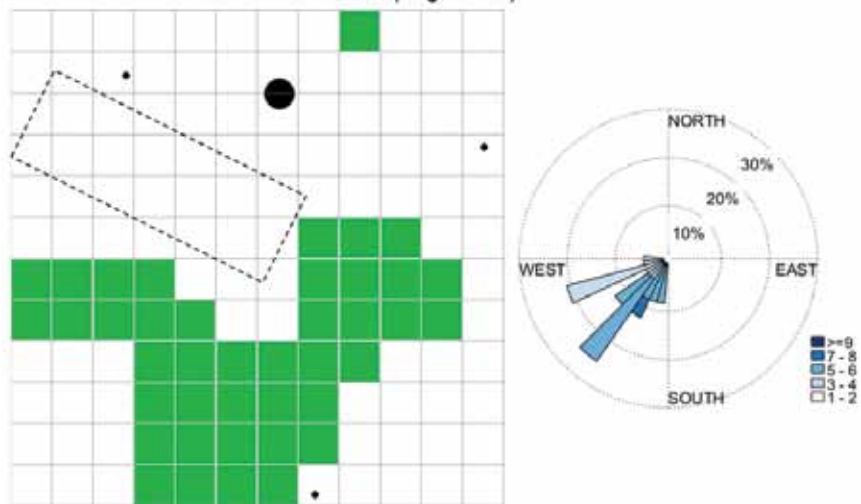 NORTH
30%
20%
10%
WEST
EAST
SOUTH
>=9
7 - 8
5 - 6
3 - 4
1 - 2